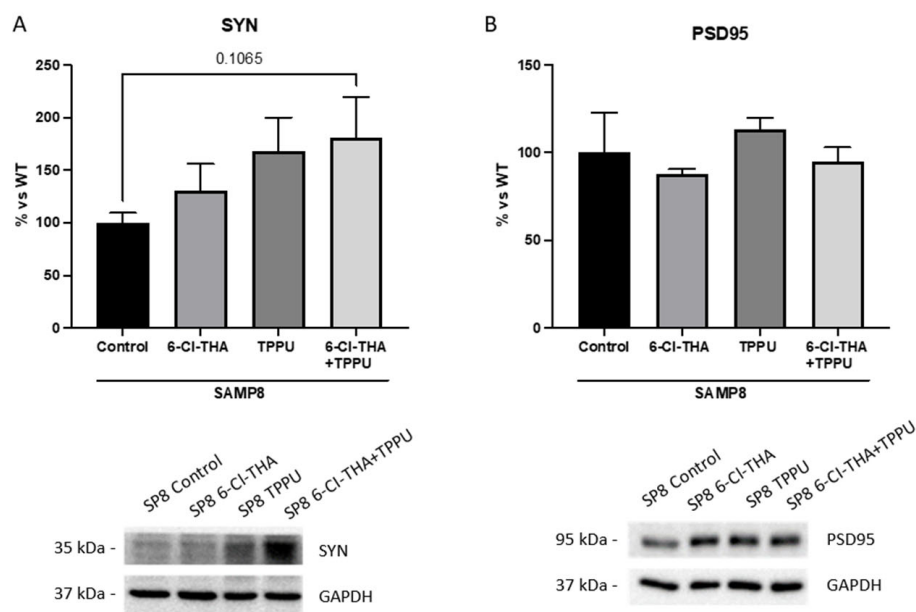 A
SYN
250
200
150
100
50
0
% vs WT
0.1065
Control
6-Cl-THA
TPPU
6-Cl-THA
+TPPU
SAMP8
SP8 Control
SP8 6-Cl-THA
SP8 TPPU
SP8 6-Cl-THA+TPPU
35 kDa -
SYN
37 kDa -
GAPDH
B
PSD95
150
100
50
0
% vs WT
Control
6-Cl-THA
TPPU
6-Cl-THA
+TPPU
SAMP8
SP8 Control
SP8 6-Cl-THA
SP8 TPPU
SP8 6-Cl-THA+TPPU
95 kDa -
PSD95
37 kDa -
GAPDH